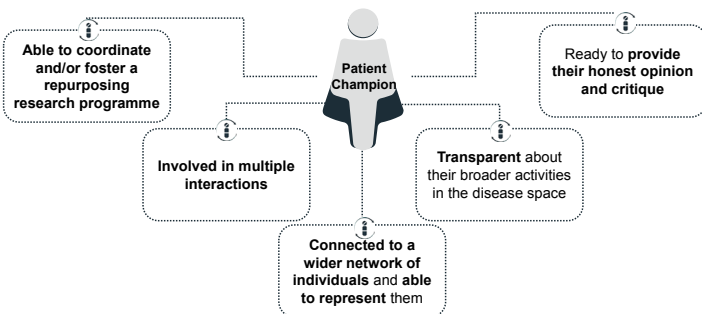 Patient
Champion
Able to coordinate
and/or foster a
repurposing
research programme
Ready to provide
their honest opinion
and critique
Involved in multiple
interactions
Transparent about
their broader activities
in the disease space
Connected to a
wider network of
individuals and able
to represent them